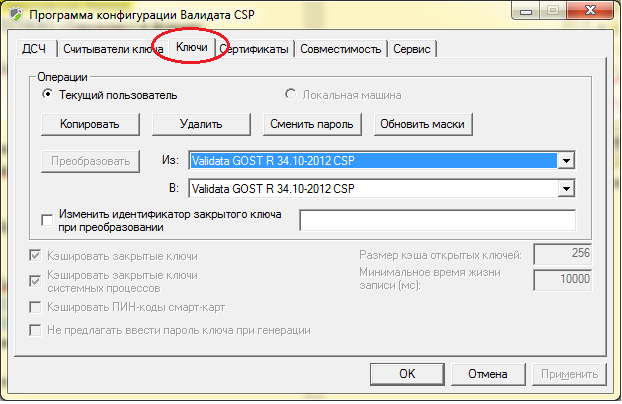 Программа конфигурации Валидата CSP
ДСЧ Считыватели ключа Ключи Сертификаты Совместимость Сервис
Операции
Текущий пользователь Локальная машина
Копировать Удалить Сменить пароль Обновить маски
Преобразовать Из: Validata GOST R 34.10-2012 CSP
В: Validata GOST R 34.10-2012 CSP
Изменить идентификатор закрытого ключа
при преобразовании
Кэшировать закрытые ключи Размер кэша открытых ключей: 256
Кэшировать закрытые ключи
системных процессов
Минимальное время жизни
записи (мс): 10000
Кэшировать ПИН-коды смарт-карт
Не предлагать ввести пароль ключа при генерации
OK Отмена Применить